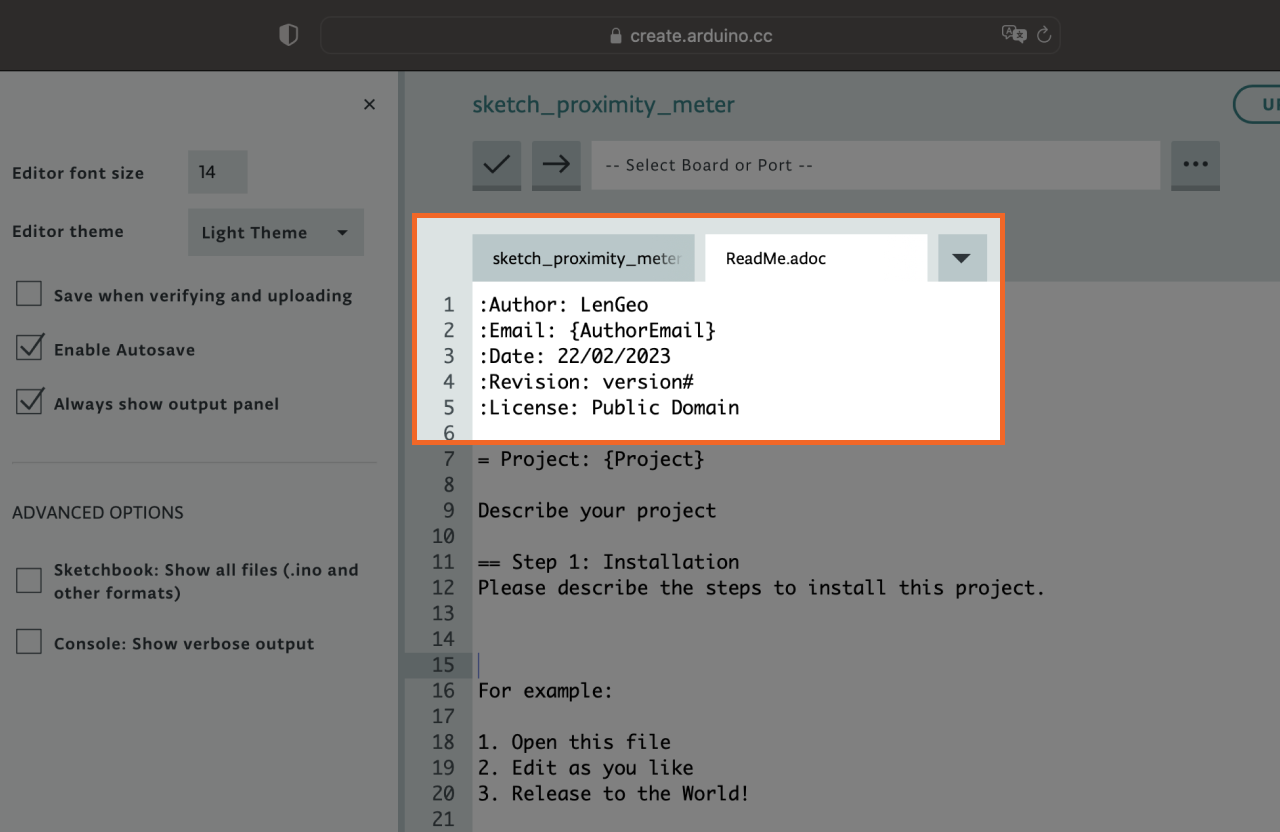 create.arduino.cc
Editor font size
14
Editor theme
Light Theme
Save when verifying and uploading
Enable Autosave
Always show output panel
ADVANCED OPTIONS
Sketchbook: Show all files (.ino and
other formats)
Console: Show verbose output
sketch_proximity_meter
-- Select Board or Port --
sketch_proximity_meter
ReadMe.adoc
1 :Author: LenGeo
2 :Email: {AuthorEmail}
3 :Date: 22/02/2023
4 :Revision: version#
5 :License: Public Domain
6
7 = Project: {Project}
8
9 Describe your project
10
11 == Step 1: Installation
12 Please describe the steps to install this project.
13
14
15
16 For example:
17
18 1. Open this file
19 2. Edit as you like
20 3. Release to the World!
21